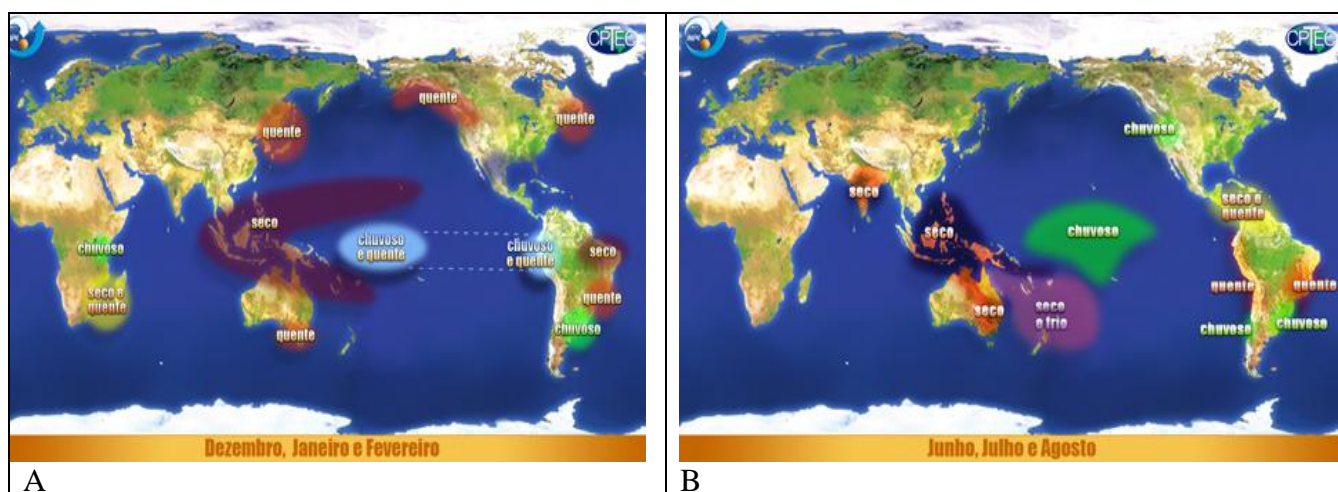 CPTEC
quente
quente
quente
seco
chuvoso
e quente
chuvoso
e quente
chuvoso
seco
seco e
quente
quente
quente
chuvoso
Dezembro, Janeiro e Fevereiro
A
CPTEC
chuvoso
seco
seco e
quente
seco
chuvoso
quente
quente
seco
seco
e frio
chuvoso
chuvoso
Junho, Julho e Agosto
B